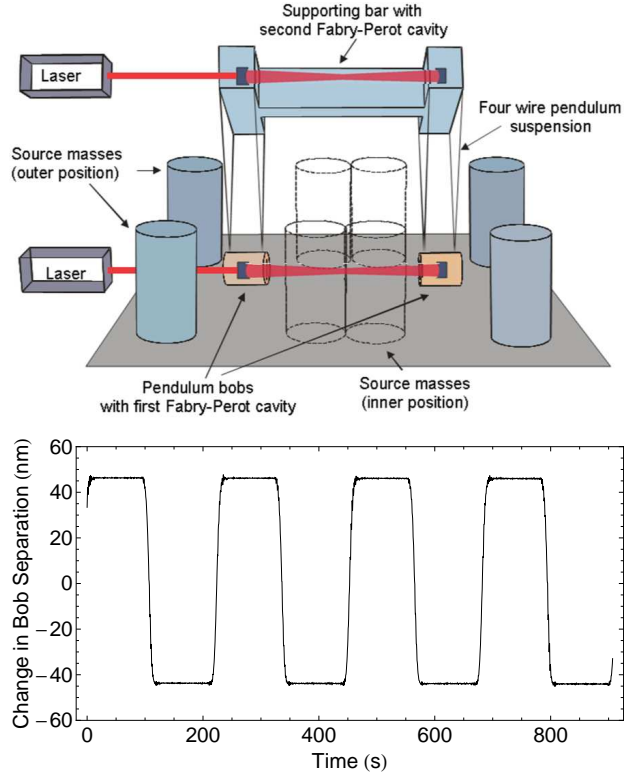 Supporting bar with
second Fabry-Perot cavity
Laser
Four wire pendulum
suspension
Source masses
(outer position)
Laser
Pendulum bobs
with first Fabry-Perot cavity
Source masses
(inner position)
Change in Bob Separation (nm)
60
40
20
0
−20
−40
−60
0
200
400
600
800
Time (s)